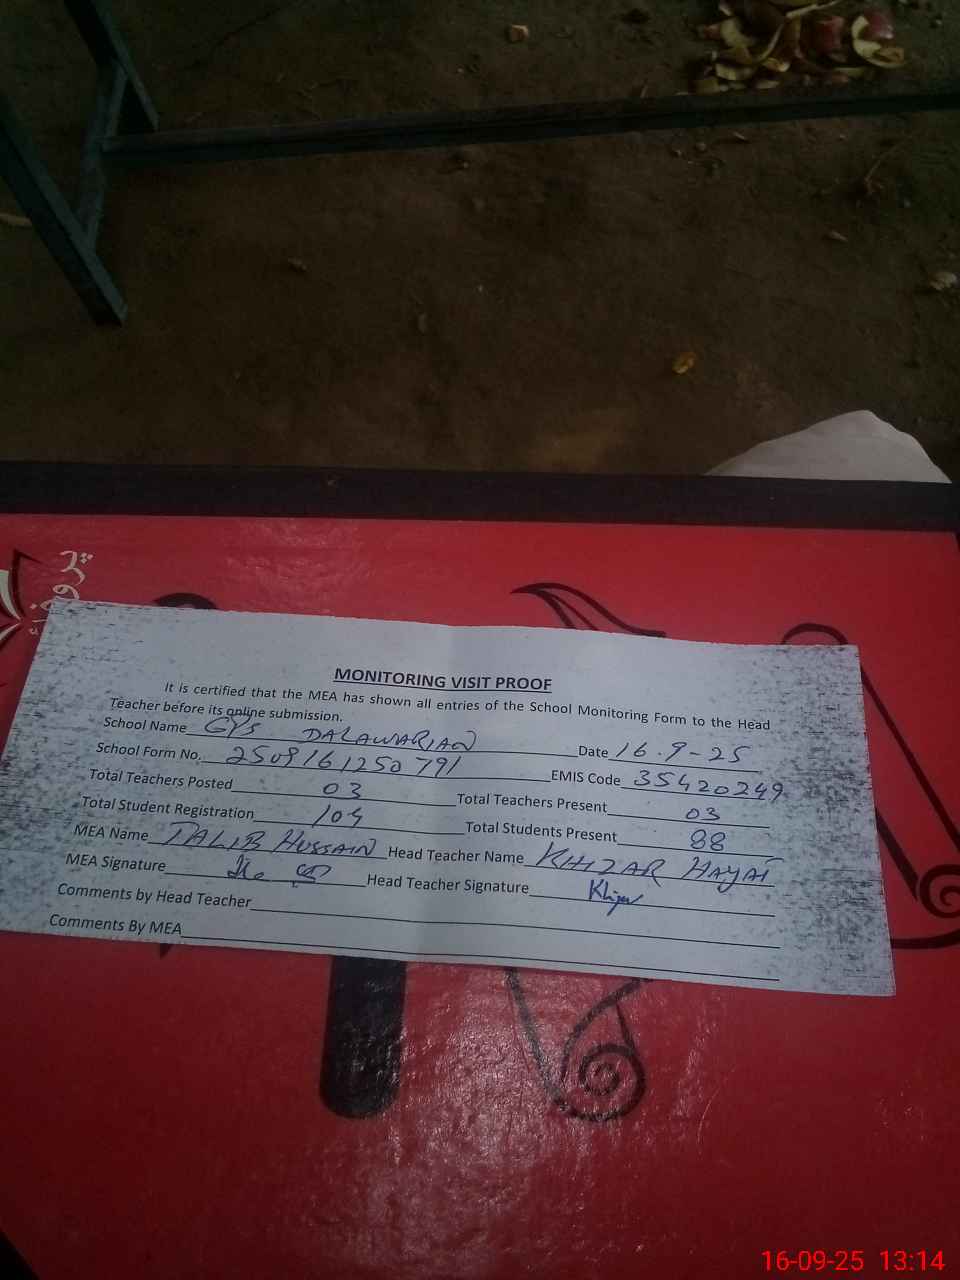 پرواز
MONITORING VISIT PROOF
It is certified that the MEA has shown all entries of the School Monitoring Form to the Head
Teacher before its online submission.
School Name DALAWARIAN Date 16-9-25
School Form No. 2509161250791 EMIS Code 35420249
Total Teachers Posted 03 Total Teachers Present 03
Total Student Registration 104 Total Students Present 88
MEA Name HUSSAIN Head Teacher Name KHIZAR HAYAT
MEA Signature Head Teacher Signature
Comments by Head Teacher
Comments By MEA
16-09-25 13:14